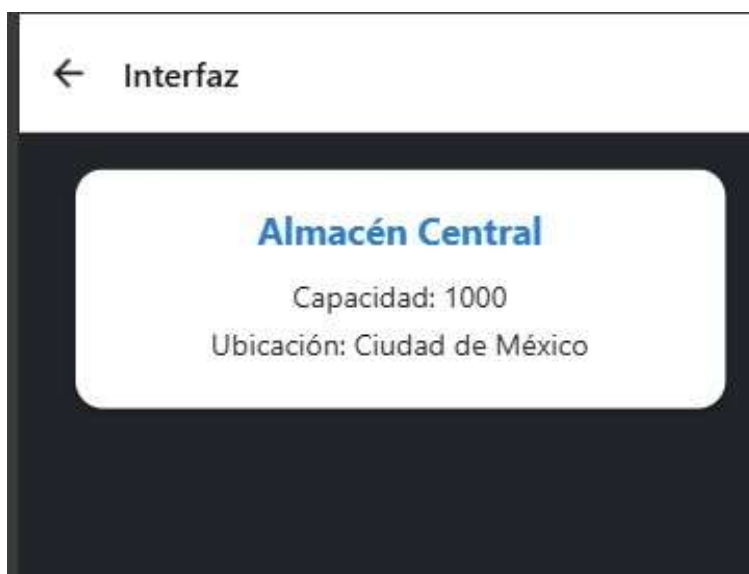 Interfaz
Almacén Central
Capacidad: 1000
Ubicación: Ciudad de México